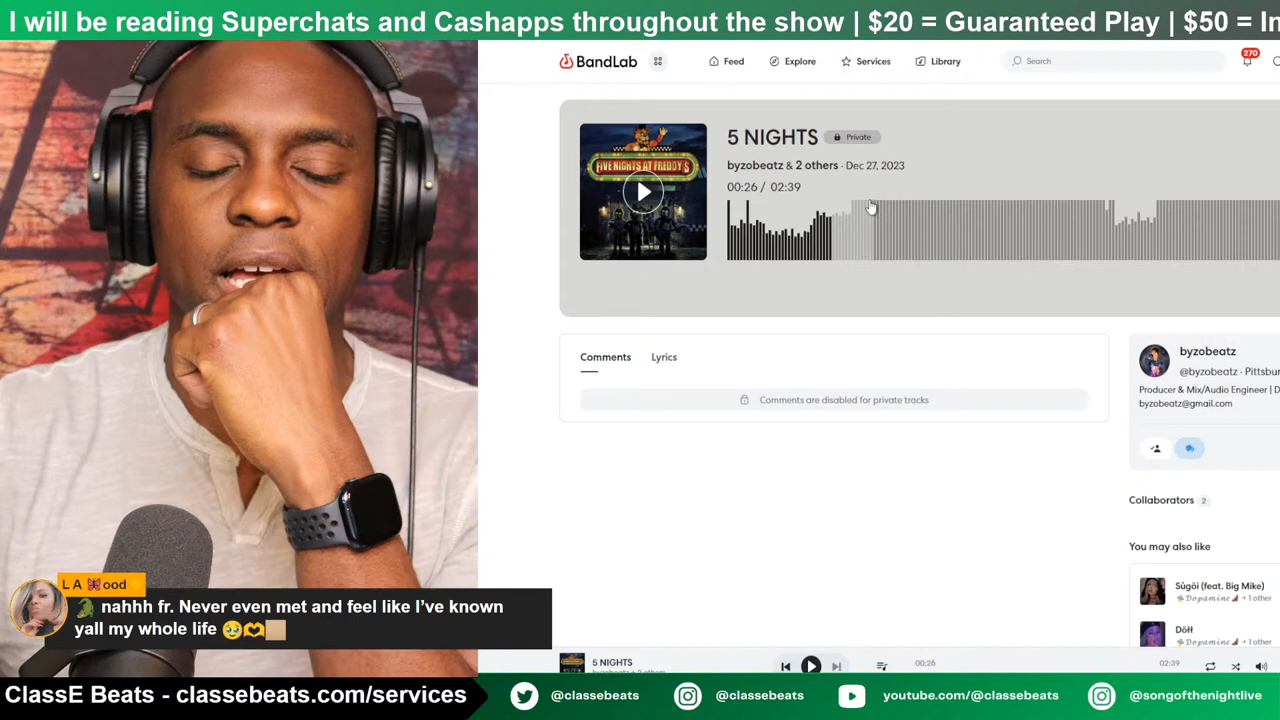 I will be reading Superchats and Cashapps throughout the show | $20 = Guaranteed Play | $50 =
BandLab
Feed
Explore
Services
Library
Search
270
FIVE NIGHTS AT FREDDY'S
5 NIGHTS
Private
byzobeatz & 2 others · Dec 27, 2023
00:26 / 02:39
Comments
Lyrics
Comments are disabled for private tracks
byzobeatz
@byzobeatz · Pittsbur
Producer & Mix/Audio Engineer | D
byzobeatz@gmail.com
Collaborators 2
You may also like
Sůgöi (feat. Big Mike)
𝓓𝓸𝓹𝓪𝓶𝓲𝓷𝓮 + 1 other
Döłł
𝓓𝓸𝓹𝓪𝓶𝓲𝓷𝓮 + 1 other
L A 🦋ood
🐊 nahhh fr. Never even met and feel like I've known
yall my whole life 🥹🫶🏼
5 NIGHTS
byzobeatz & 2 others
00:26
02:39
ClassE Beats - classebeats.com/services
@classebeats
@classebeats
youtube.com/@classebeats
@songofthenightlive